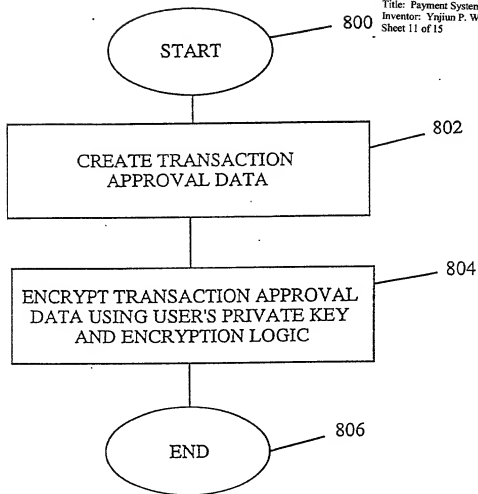 Title: Payment System
Inventor: Ynjiun P. W
Sheet 11 of 15
START
800
CREATE TRANSACTION
APPROVAL DATA
802
ENCRYPT TRANSACTION APPROVAL
DATA USING USER'S PRIVATE KEY
AND ENCRYPTION LOGIC
804
END
806